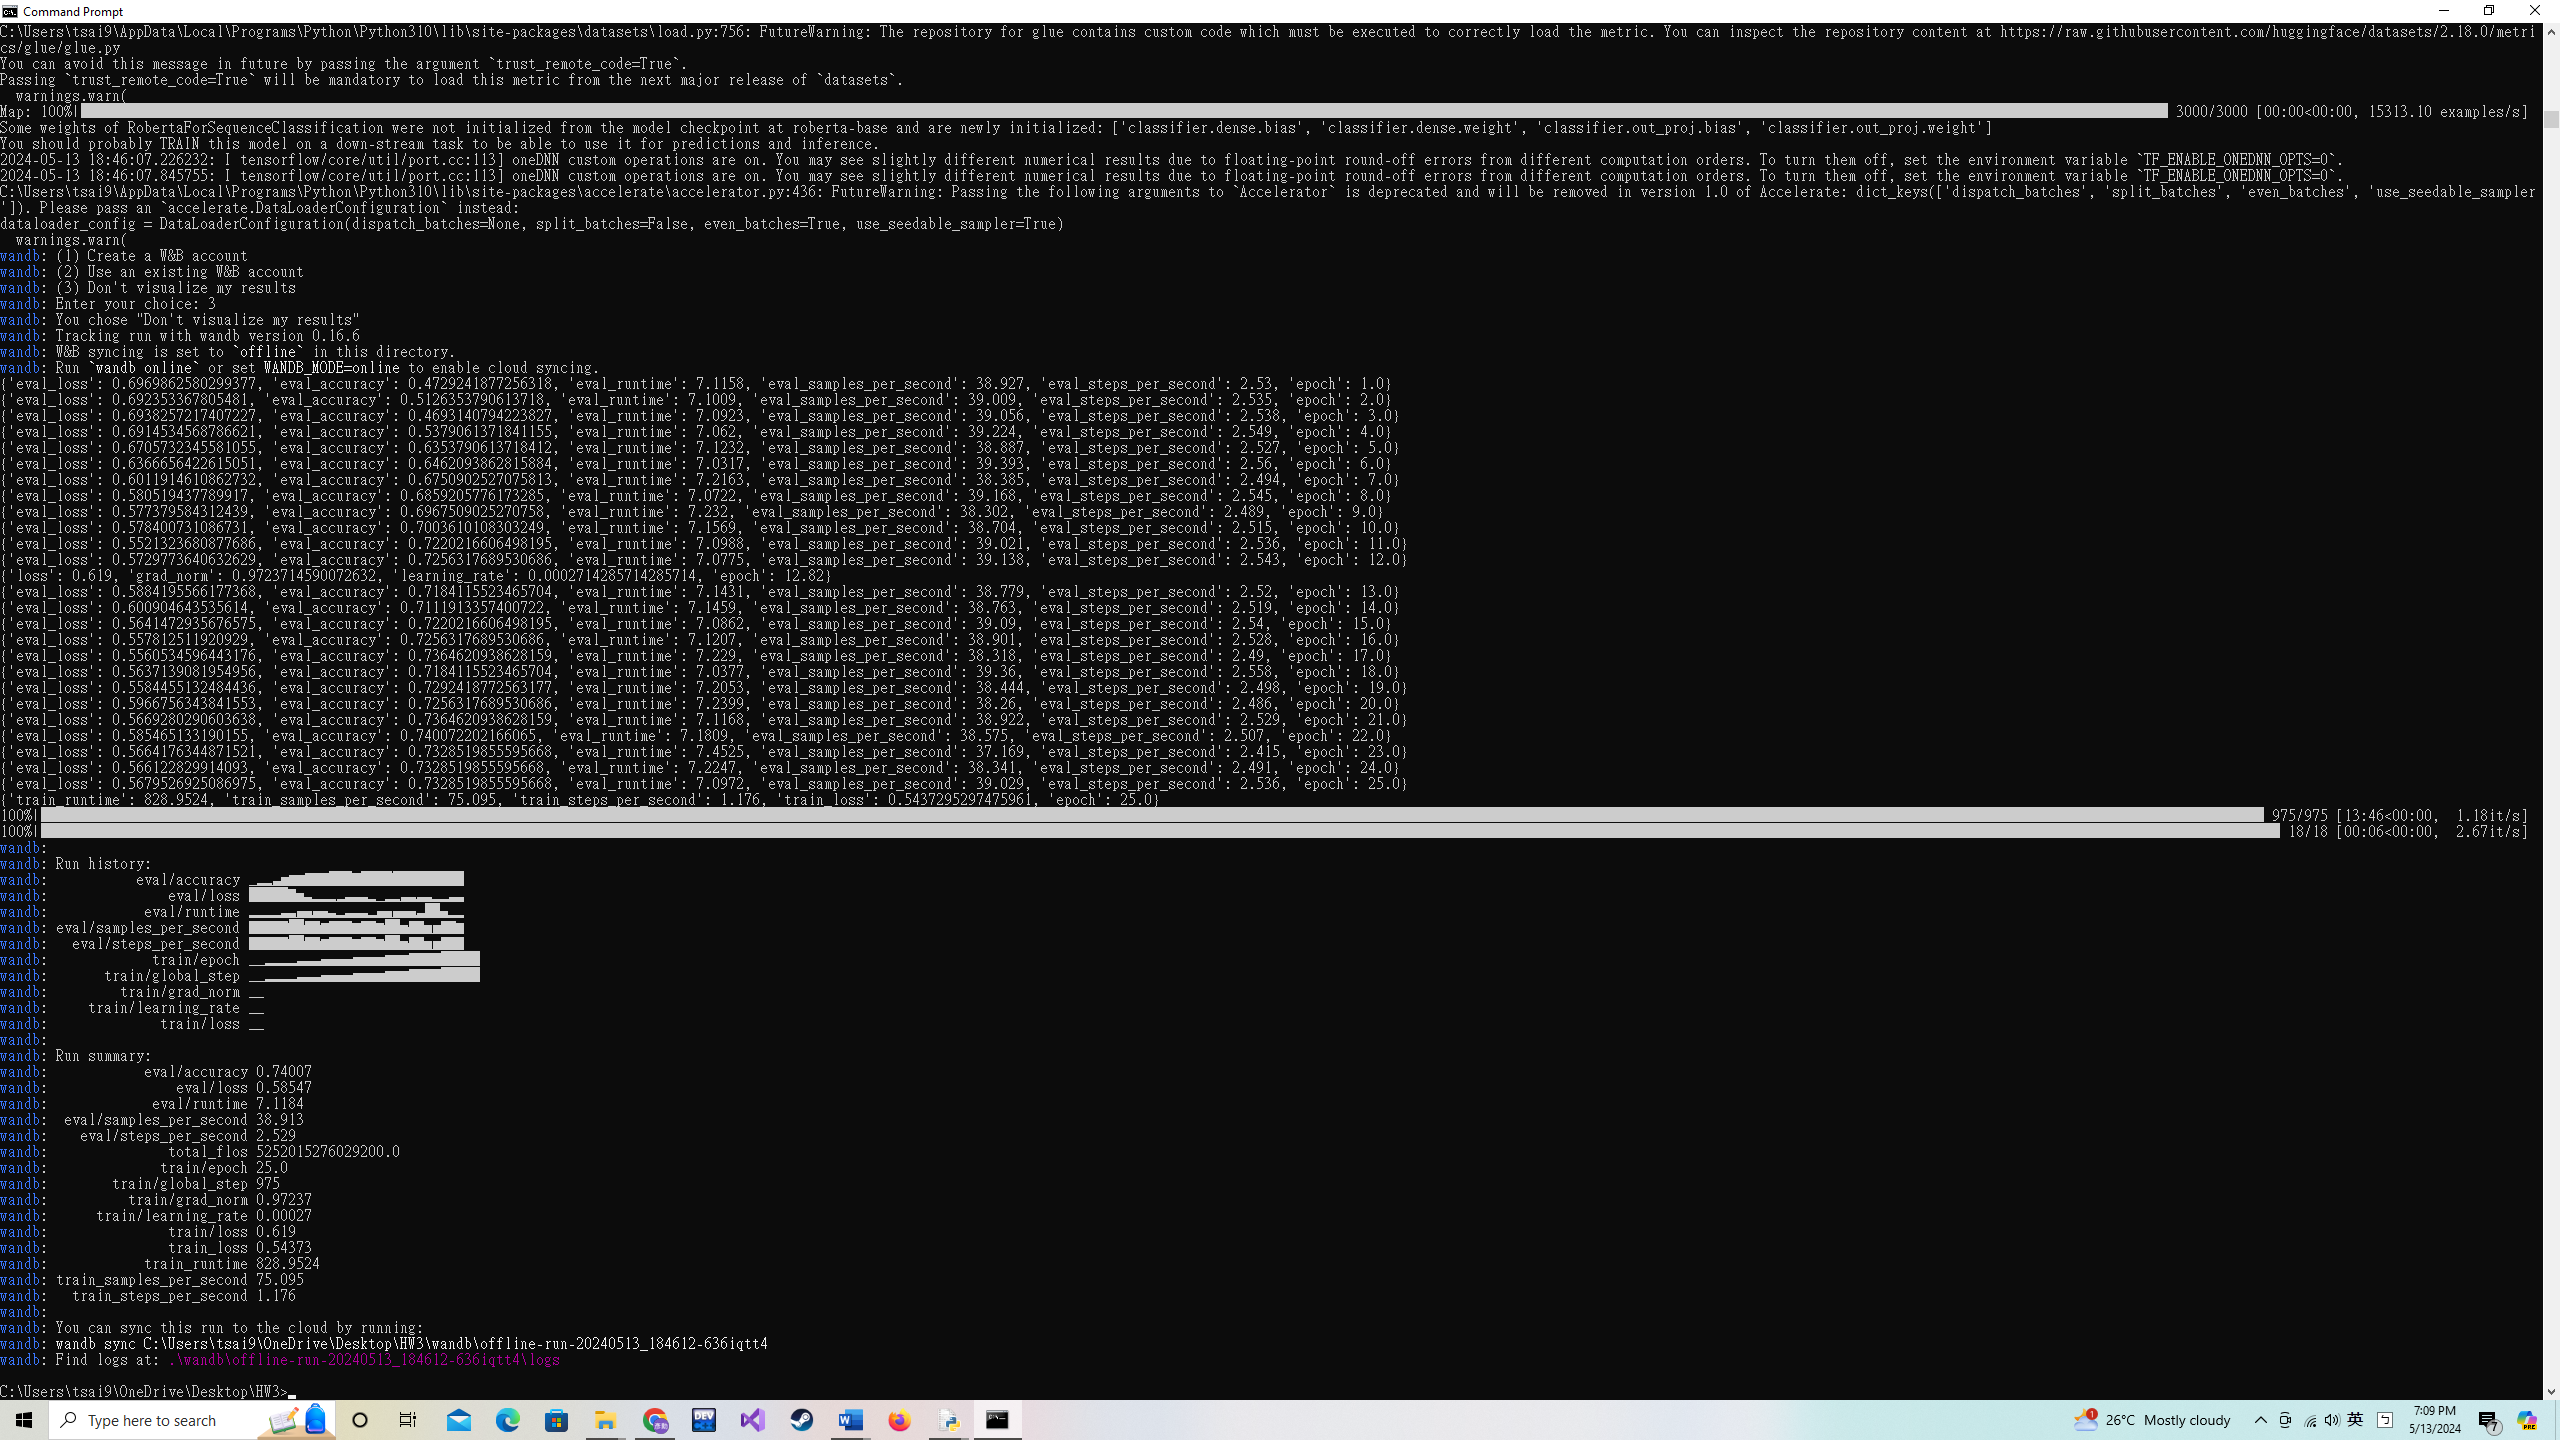 Command Prompt
C:\Users\tsai9\AppData\Local\Programs\Python\Python310\lib\site-packages\datasets\load.py:756: FutureWarning: The repository for glue contains custom code which must be executed to correctly load the metric. You can inspect the repository content at https://raw.githubusercontent.com/huggingface/datasets/2.18.0/metri
cs/glue/glue.py
You can avoid this message in future by passing the argument `trust_remote_code=True`.
Passing `trust_remote_code=True` will be mandatory to load this metric from the next major release of `datasets`.
  warnings.warn(
Map: 100%| 3000/3000 [00:00<00:00, 15313.10 examples/s]
Some weights of RobertaForSequenceClassification were not initialized from the model checkpoint at roberta-base and are newly initialized: ['classifier.dense.bias', 'classifier.dense.weight', 'classifier.out_proj.bias', 'classifier.out_proj.weight']
You should probably TRAIN this model on a down-stream task to be able to use it for predictions and inference.
2024-05-13 18:46:07.226232: I tensorflow/core/util/port.cc:113] oneDNN custom operations are on. You may see slightly different numerical results due to floating-point round-off errors from different computation orders. To turn them off, set the environment variable `TF_ENABLE_ONEDNN_OPTS=0`.
2024-05-13 18:46:07.845755: I tensorflow/core/util/port.cc:113] oneDNN custom operations are on. You may see slightly different numerical results due to floating-point round-off errors from different computation orders. To turn them off, set the environment variable `TF_ENABLE_ONEDNN_OPTS=0`.
C:\Users\tsai9\AppData\Local\Programs\Python\Python310\lib\site-packages\accelerate\accelerator.py:436: FutureWarning: Passing the following arguments to `Accelerator` is deprecated and will be removed in version 1.0 of Accelerate: dict_keys(['dispatch_batches', 'split_batches', 'even_batches', 'use_seedable_sampler
']). Please pass an `accelerate.DataLoaderConfiguration` instead:
dataloader_config = DataLoaderConfiguration(dispatch_batches=None, split_batches=False, even_batches=True, use_seedable_sampler=True)
  warnings.warn(
wandb: (1) Create a W&B account
wandb: (2) Use an existing W&B account
wandb: (3) Don't visualize my results
wandb: Enter your choice: 3
wandb: You chose "Don't visualize my results"
wandb: Tracking run with wandb version 0.16.6
wandb: W&B syncing is set to `offline` in this directory.
wandb: Run `wandb online` or set WANDB_MODE=online to enable cloud syncing.
{'eval_loss': 0.6969862580299377, 'eval_accuracy': 0.4729241877256318, 'eval_runtime': 7.1158, 'eval_samples_per_second': 38.927, 'eval_steps_per_second': 2.53, 'epoch': 1.0}
{'eval_loss': 0.692353367805481, 'eval_accuracy': 0.5126353790613718, 'eval_runtime': 7.1009, 'eval_samples_per_second': 39.009, 'eval_steps_per_second': 2.535, 'epoch': 2.0}
{'eval_loss': 0.6938257217407227, 'eval_accuracy': 0.4693140794223827, 'eval_runtime': 7.0923, 'eval_samples_per_second': 39.056, 'eval_steps_per_second': 2.538, 'epoch': 3.0}
{'eval_loss': 0.6914534568786621, 'eval_accuracy': 0.5379061371841155, 'eval_runtime': 7.062, 'eval_samples_per_second': 39.224, 'eval_steps_per_second': 2.549, 'epoch': 4.0}
{'eval_loss': 0.6705732345581055, 'eval_accuracy': 0.6353790613718412, 'eval_runtime': 7.1232, 'eval_samples_per_second': 38.887, 'eval_steps_per_second': 2.527, 'epoch': 5.0}
{'eval_loss': 0.6366656422615051, 'eval_accuracy': 0.6462093862815884, 'eval_runtime': 7.0317, 'eval_samples_per_second': 39.393, 'eval_steps_per_second': 2.56, 'epoch': 6.0}
{'eval_loss': 0.6011914610862732, 'eval_accuracy': 0.6750902527075813, 'eval_runtime': 7.2163, 'eval_samples_per_second': 38.385, 'eval_steps_per_second': 2.494, 'epoch': 7.0}
{'eval_loss': 0.580519437789917, 'eval_accuracy': 0.6859205776173285, 'eval_runtime': 7.0722, 'eval_samples_per_second': 39.168, 'eval_steps_per_second': 2.545, 'epoch': 8.0}
{'eval_loss': 0.577379584312439, 'eval_accuracy': 0.6967509025270758, 'eval_runtime': 7.232, 'eval_samples_per_second': 38.302, 'eval_steps_per_second': 2.489, 'epoch': 9.0}
{'eval_loss': 0.578400731086731, 'eval_accuracy': 0.7003610108303249, 'eval_runtime': 7.1569, 'eval_samples_per_second': 38.704, 'eval_steps_per_second': 2.515, 'epoch': 10.0}
{'eval_loss': 0.5521323680877686, 'eval_accuracy': 0.7220216606498195, 'eval_runtime': 7.0988, 'eval_samples_per_second': 39.021, 'eval_steps_per_second': 2.536, 'epoch': 11.0}
{'eval_loss': 0.5729773640632629, 'eval_accuracy': 0.7256317689530686, 'eval_runtime': 7.0775, 'eval_samples_per_second': 39.138, 'eval_steps_per_second': 2.543, 'epoch': 12.0}
{'loss': 0.619, 'grad_norm': 0.9723714590072632, 'learning_rate': 0.0002714285714285714, 'epoch': 12.82}
{'eval_loss': 0.5884195566177368, 'eval_accuracy': 0.7184115523465704, 'eval_runtime': 7.1431, 'eval_samples_per_second': 38.779, 'eval_steps_per_second': 2.52, 'epoch': 13.0}
{'eval_loss': 0.600904643535614, 'eval_accuracy': 0.7111913357400722, 'eval_runtime': 7.1459, 'eval_samples_per_second': 38.763, 'eval_steps_per_second': 2.519, 'epoch': 14.0}
{'eval_loss': 0.5641472935676575, 'eval_accuracy': 0.7220216606498195, 'eval_runtime': 7.0862, 'eval_samples_per_second': 39.09, 'eval_steps_per_second': 2.54, 'epoch': 15.0}
{'eval_loss': 0.557812511920929, 'eval_accuracy': 0.7256317689530686, 'eval_runtime': 7.1207, 'eval_samples_per_second': 38.901, 'eval_steps_per_second': 2.528, 'epoch': 16.0}
{'eval_loss': 0.5560534596443176, 'eval_accuracy': 0.7364620938628159, 'eval_runtime': 7.229, 'eval_samples_per_second': 38.318, 'eval_steps_per_second': 2.49, 'epoch': 17.0}
{'eval_loss': 0.5637139081954956, 'eval_accuracy': 0.7184115523465704, 'eval_runtime': 7.0377, 'eval_samples_per_second': 39.36, 'eval_steps_per_second': 2.558, 'epoch': 18.0}
{'eval_loss': 0.5584455132484436, 'eval_accuracy': 0.7292418772563177, 'eval_runtime': 7.2053, 'eval_samples_per_second': 38.444, 'eval_steps_per_second': 2.498, 'epoch': 19.0}
{'eval_loss': 0.5966756343841553, 'eval_accuracy': 0.7256317689530686, 'eval_runtime': 7.2399, 'eval_samples_per_second': 38.26, 'eval_steps_per_second': 2.486, 'epoch': 20.0}
{'eval_loss': 0.5669280290603638, 'eval_accuracy': 0.7364620938628159, 'eval_runtime': 7.1168, 'eval_samples_per_second': 38.922, 'eval_steps_per_second': 2.529, 'epoch': 21.0}
{'eval_loss': 0.585465133190155, 'eval_accuracy': 0.740072202166065, 'eval_runtime': 7.1809, 'eval_samples_per_second': 38.575, 'eval_steps_per_second': 2.507, 'epoch': 22.0}
{'eval_loss': 0.5664176344871521, 'eval_accuracy': 0.7328519855595668, 'eval_runtime': 7.4525, 'eval_samples_per_second': 37.169, 'eval_steps_per_second': 2.415, 'epoch': 23.0}
{'eval_loss': 0.566122829914093, 'eval_accuracy': 0.7328519855595668, 'eval_runtime': 7.2247, 'eval_samples_per_second': 38.341, 'eval_steps_per_second': 2.491, 'epoch': 24.0}
{'eval_loss': 0.5679526925086975, 'eval_accuracy': 0.7328519855595668, 'eval_runtime': 7.0972, 'eval_samples_per_second': 39.029, 'eval_steps_per_second': 2.536, 'epoch': 25.0}
{'train_runtime': 828.9524, 'train_samples_per_second': 75.095, 'train_steps_per_second': 1.176, 'train_loss': 0.5437295297475961, 'epoch': 25.0}
100%| 975/975 [13:46<00:00, 1.18it/s]
100%| 18/18 [00:06<00:00, 2.67it/s]
wandb:
wandb: Run history:
wandb: eval/accuracy
wandb: eval/loss
wandb: eval/runtime
wandb: eval/samples_per_second
wandb: eval/steps_per_second
wandb: train/epoch
wandb: train/global_step
wandb: train/grad_norm
wandb: train/learning_rate
wandb: train/loss
wandb:
wandb: Run summary:
wandb: eval/accuracy 0.74007
wandb: eval/loss 0.58547
wandb: eval/runtime 7.1184
wandb: eval/samples_per_second 38.913
wandb: eval/steps_per_second 2.529
wandb: total_flos 5252015276029200.0
wandb: train/epoch 25.0
wandb: train/global_step 975
wandb: train/grad_norm 0.97237
wandb: train/learning_rate 0.00027
wandb: train/loss 0.619
wandb: train_loss 0.54373
wandb: train_runtime 828.9524
wandb: train_samples_per_second 75.095
wandb: train_steps_per_second 1.176
wandb:
wandb: You can sync this run to the cloud by running:
wandb: wandb sync C:\Users\tsai9\OneDrive\Desktop\HW3\wandb\offline-run-20240513_184612-636iqtt4
wandb: Find logs at: .\wandb\offline-run-20240513_184612-636iqtt4\logs
C:\Users\tsai9\OneDrive\Desktop\HW3>
Type here to search
26°C Mostly cloudy
英
7:09 PM
5/13/2024
7